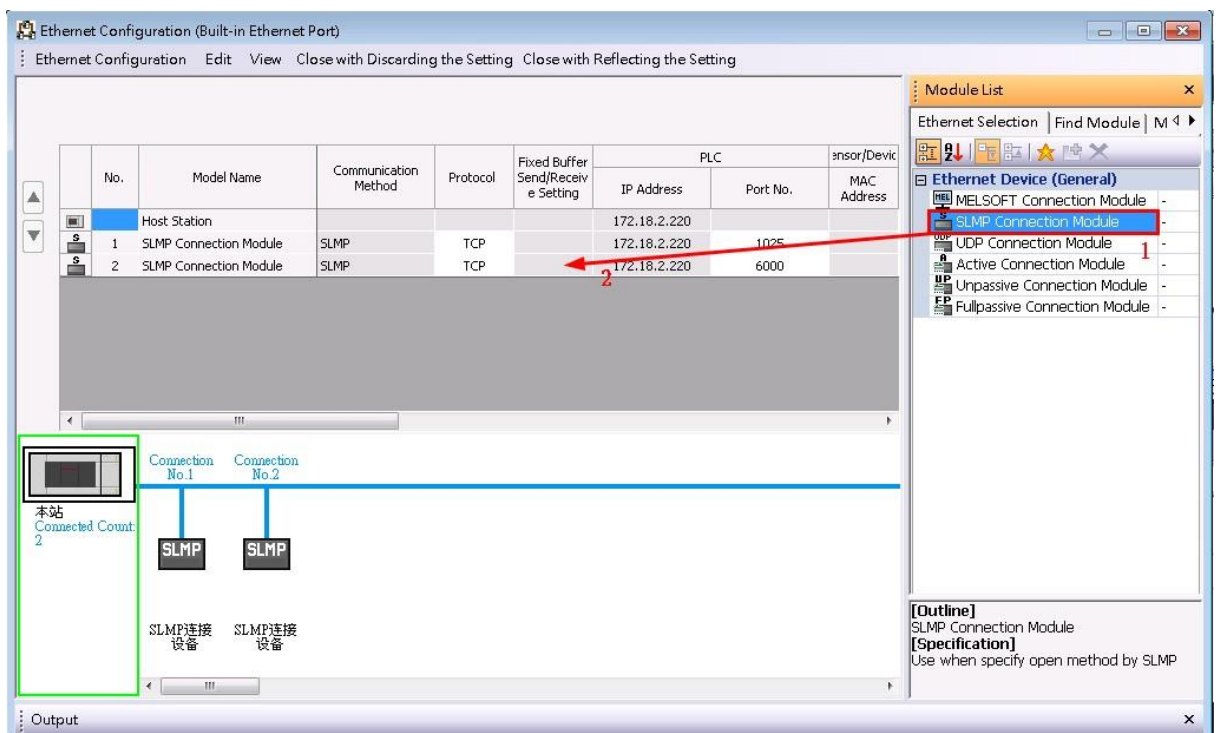 Ethernet Configuration (Built-in Ethernet Port)
Ethernet Configuration Edit View Close with Discarding the Setting Close with Reflecting the Setting
Module List
Ethernet Selection Find Module M
No.
Model Name
Communication
Method
Protocol
Fixed Buffer
Send/Receiv
e Setting
PLC
IP Address
Port No.
ensor/Devic
MAC
Address
Host Station 172.18.2.220
1 SLMP Connection Module SLMP TCP 172.18.2.220 1025
2 SLMP Connection Module SLMP TCP 172.18.2.220 6000
2
Ethernet Device (General)
MELSOFT Connection Module -
SLMP Connection Module -
UDP Connection Module -
1
Active Connection Module -
Unpassive Connection Module -
Fullpassive Connection Module -
本站
Connected Count:
2
Connection
No.1
Connection
No.2
SLMP
SLMP
SLMP连接
设备
SLMP连接
设备
[Outline]
SLMP Connection Module
[Specification]
Use when specify open method by SLMP
Output